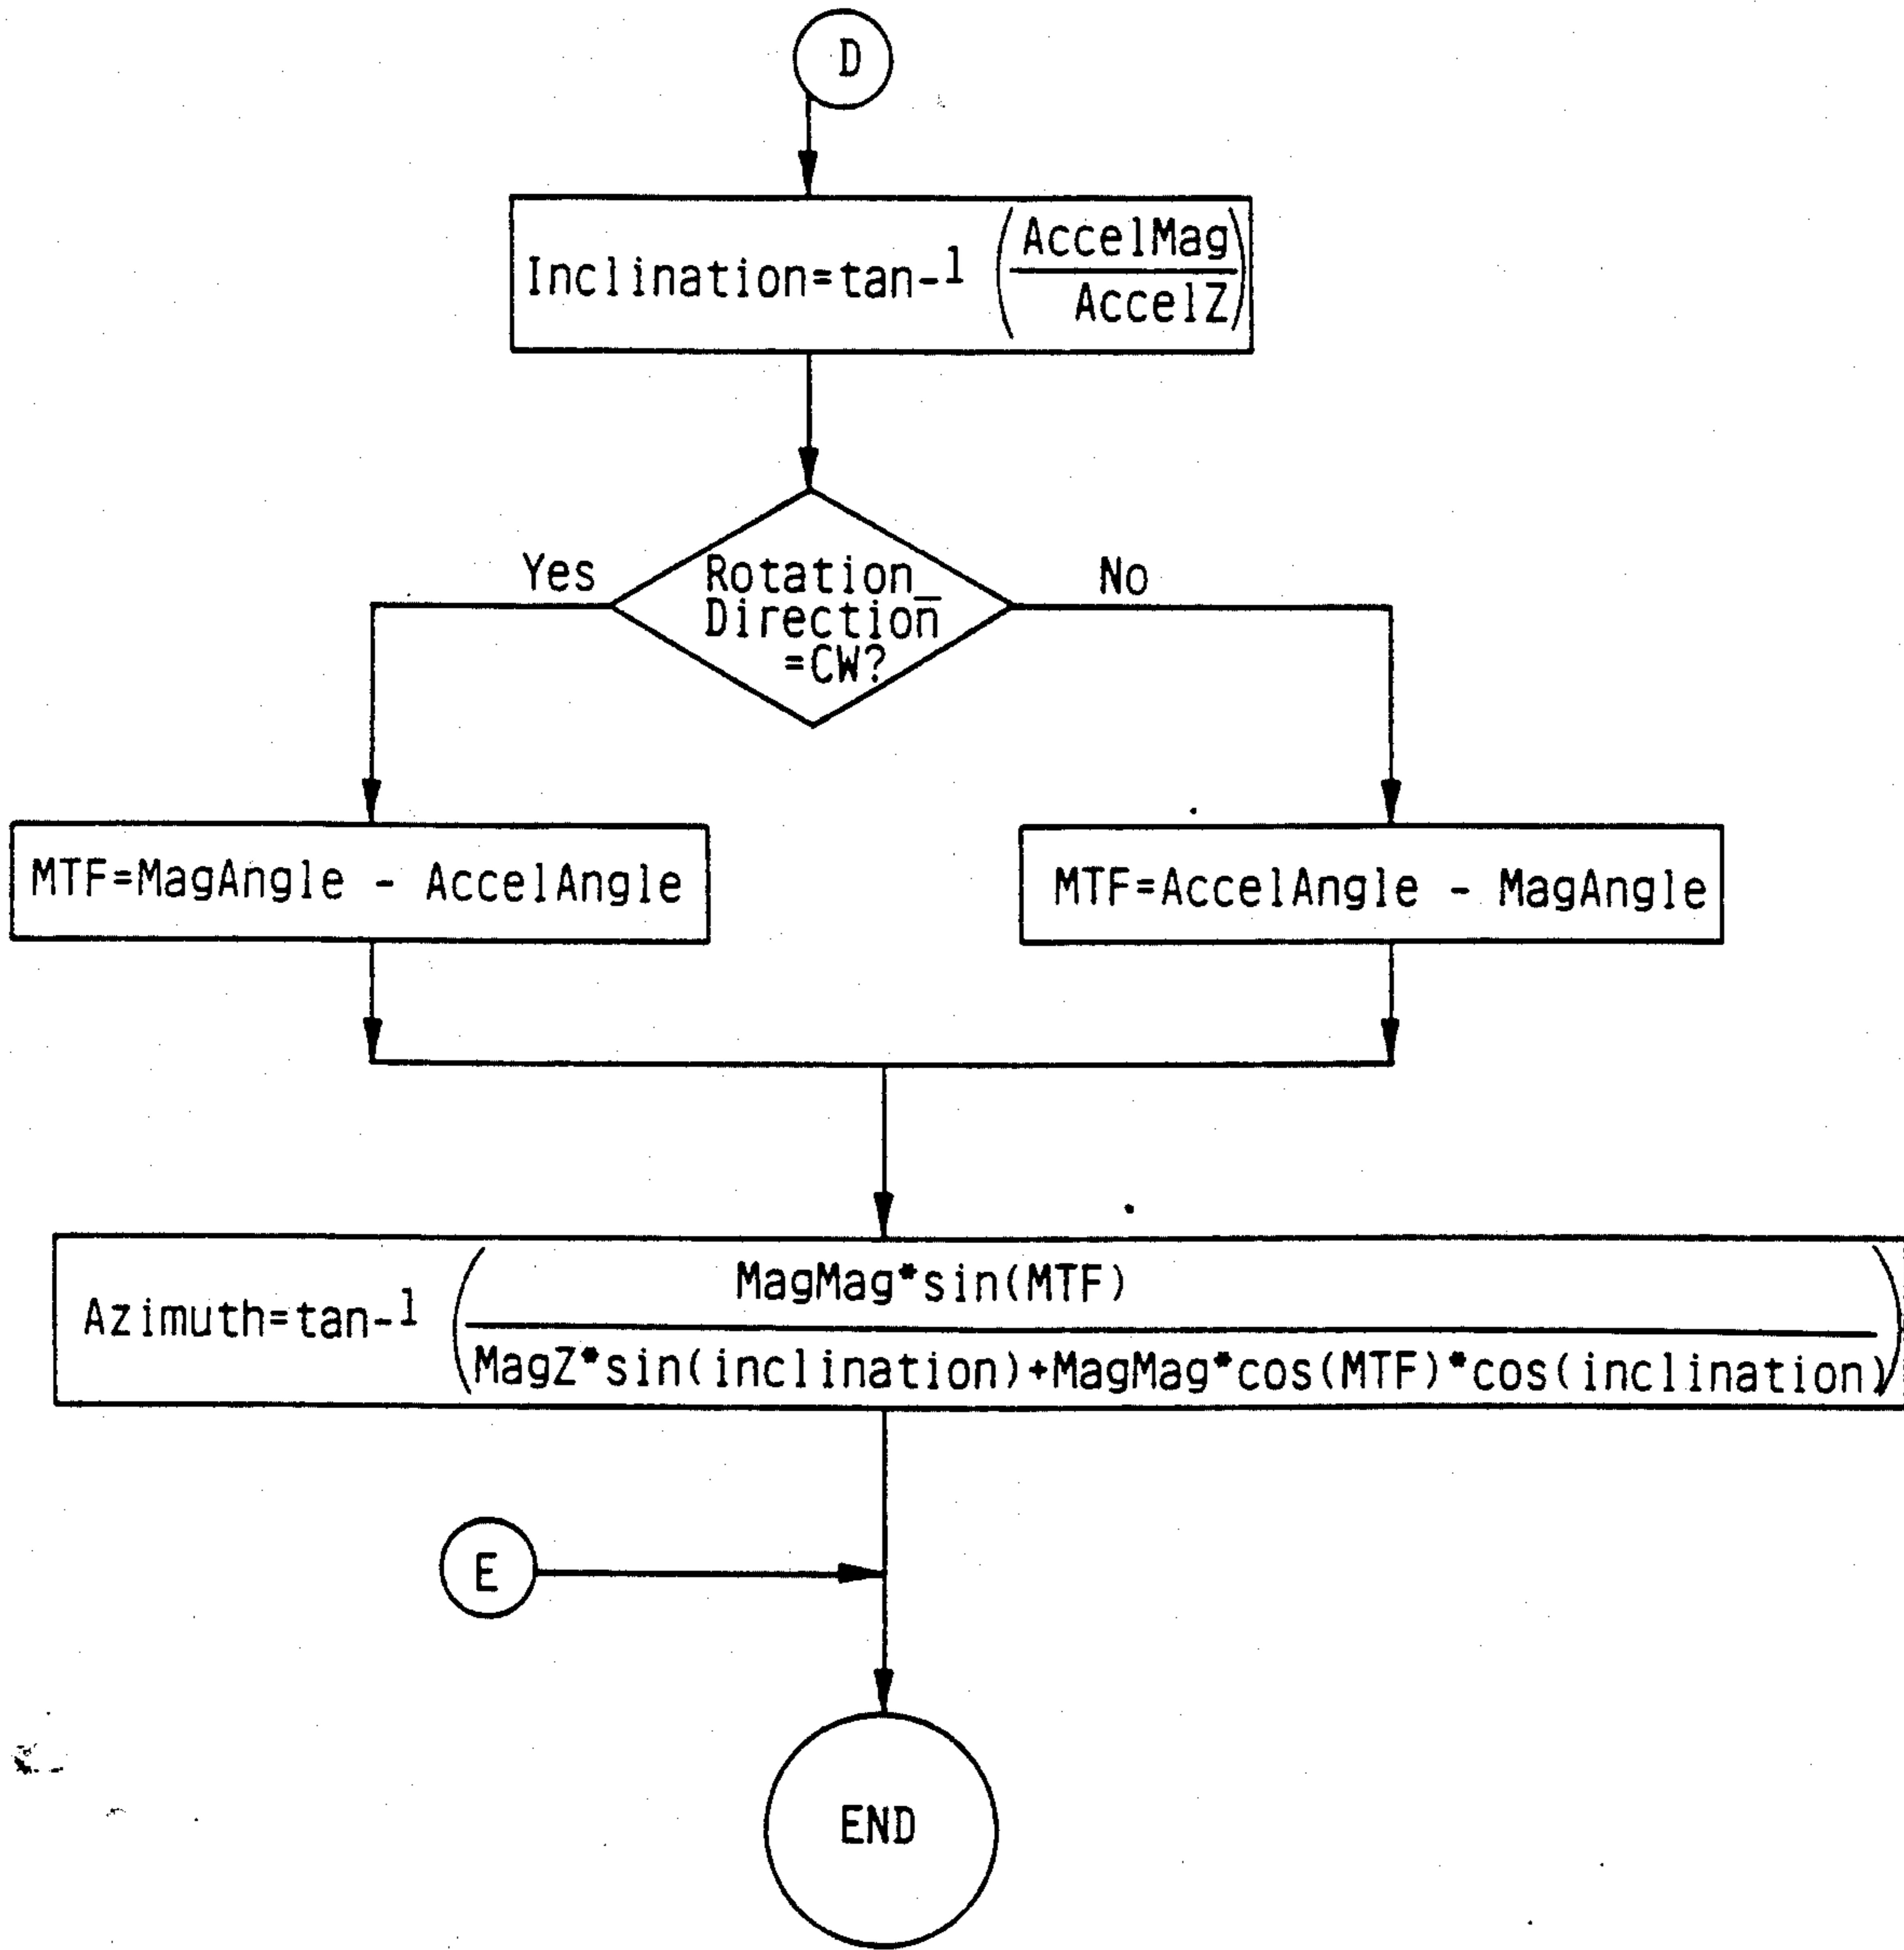 D
Inclination=tan-1 (AccelMag
AccelZ)
Yes
No
Rotation_
Direction
=CW?
MTF=MagAngle - AccelAngle
MTF=AccelAngle - MagAngle
Azimuth=tan-1 (MagMag*sin(MTF)
MagZ*sin(inclination)+MagMag*cos(MTF)*cos(inclination))
E
END